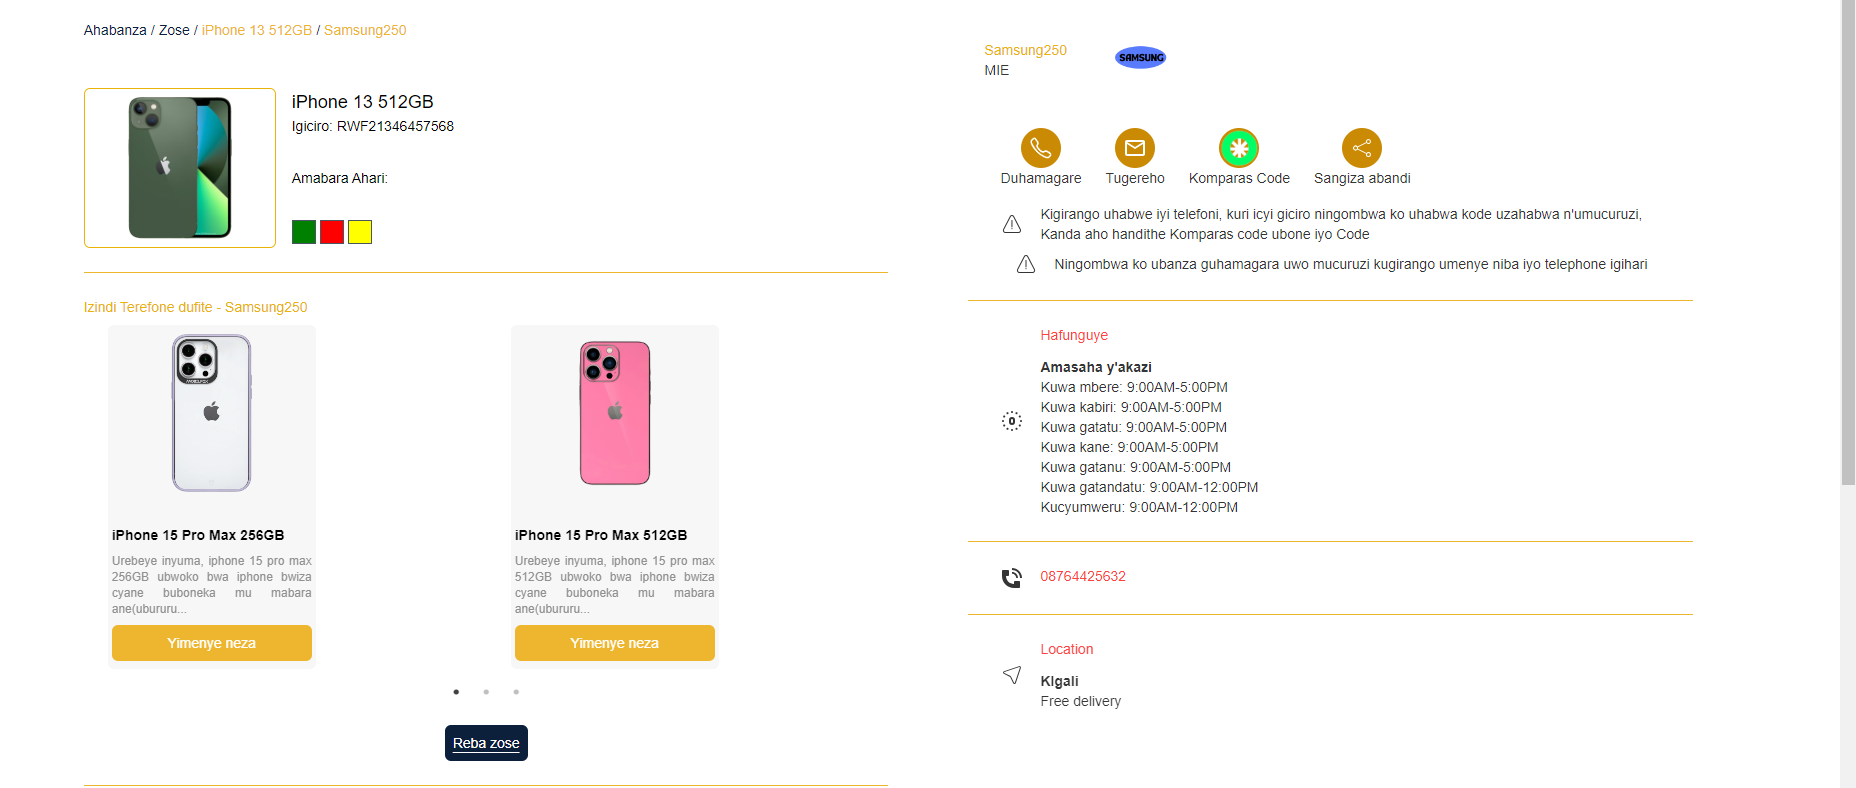 Ahabanza / Zose / iPhone 13 512GB / Samsung250
iPhone 13 512GB
Igiciro: RWF21346457568
Amabara Ahari:
Izindi Terefone dufite - Samsung250
iPhone 15 Pro Max 256GB
Urebeye inyuma, iphone 15 pro max
256GB ubwoko bwa iphone bwiza
cyane buboneka mu mabara
ane(ubururu...
Yimenye neza
iPhone 15 Pro Max 512GB
Urebeye inyuma, iphone 15 pro max
512GB ubwoko bwa iphone bwiza
cyane buboneka mu mabara
ane(ubururu...
Yimenye neza
Reba zose
Samsung250
MIE
SAMSUNG
Duhamagare
Tugereho
Komparas Code
Sangiza abandi
Kigirango uhabwe iyi telefoni, kuri icyi giciro ningombwa ko uhabwa kode uzahabwa n'umucuruzi,
Kanda aho handithe Komparas code ubone iyo Code
Ningombwa ko ubanza guhamagara uwo mucuruzi kugirango umenye niba iyo telephone igihari
Hafunguye
Amasaha y'akazi
Kuwa mbere: 9:00AM-5:00PM
Kuwa kabiri: 9:00AM-5:00PM
Kuwa gatatu: 9:00AM-5:00PM
Kuwa kane: 9:00AM-5:00PM
Kuwa gatanu: 9:00AM-5:00PM
Kuwa gatandatu: 9:00AM-12:00PM
Kucyumweru: 9:00AM-12:00PM
08764425632
Location
KIgali
Free delivery